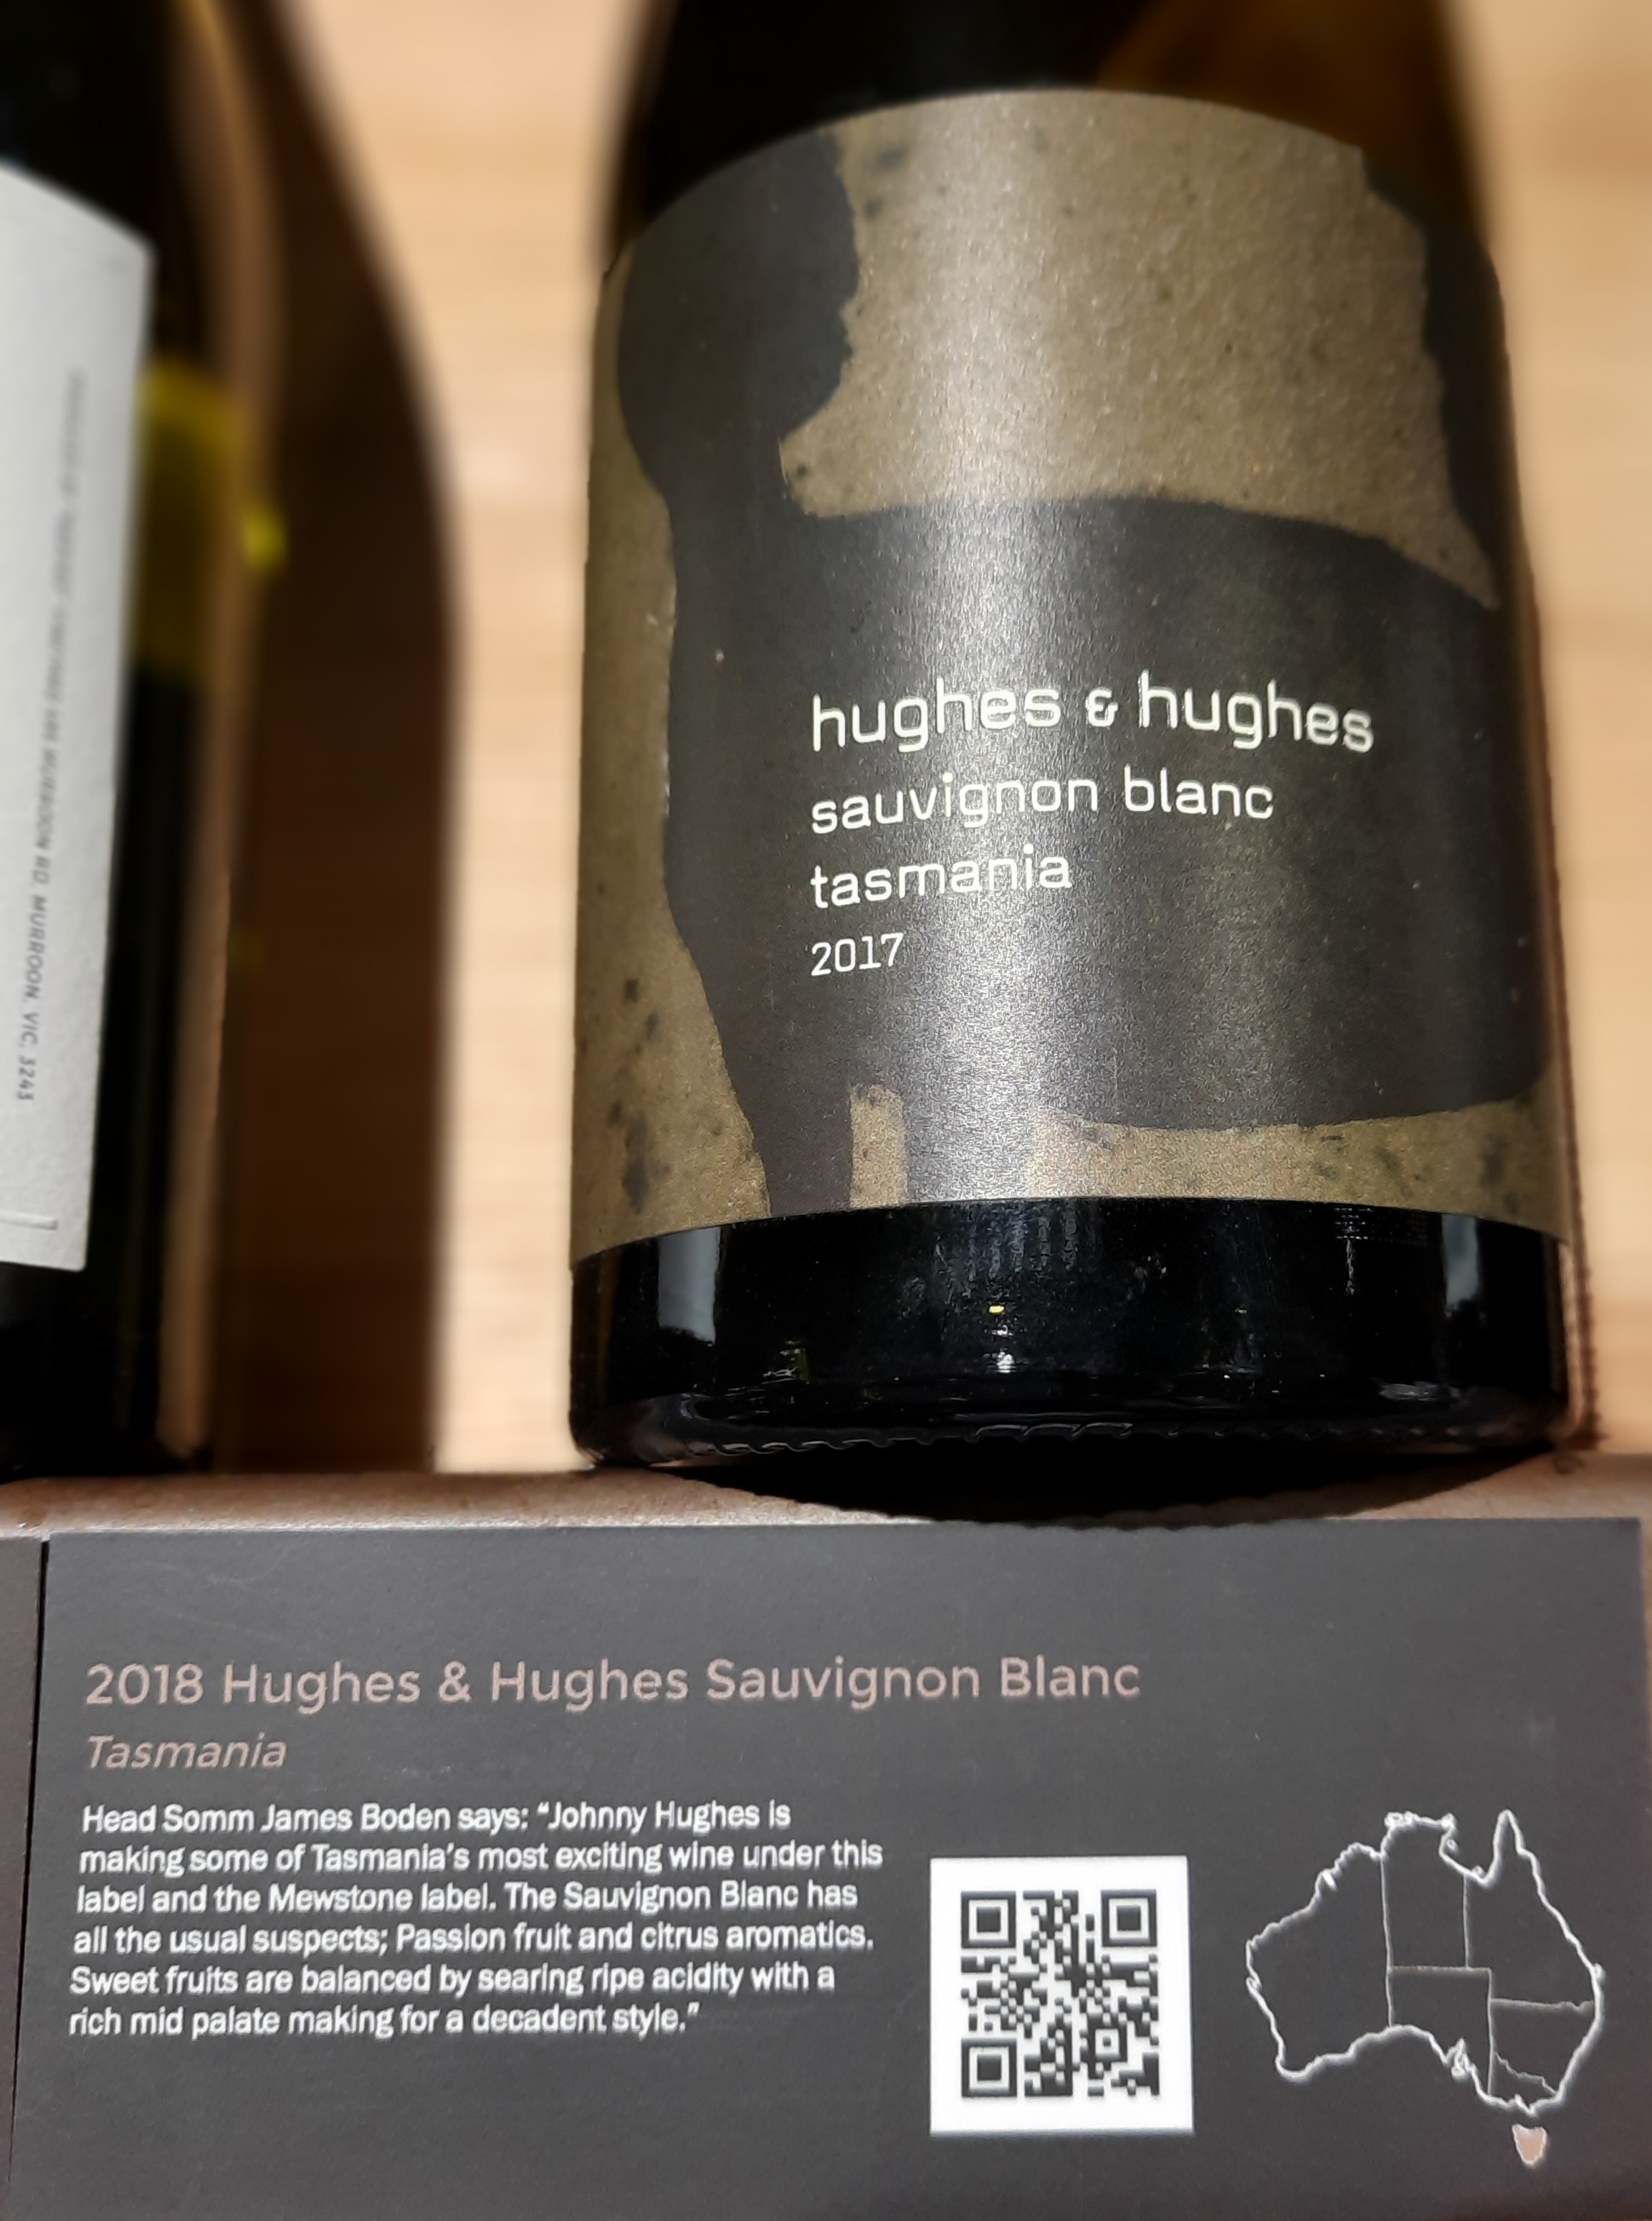 MURROON RD, MURROON, VIC, 3243
hughes & hughes
sauvignon blanc
tasmania
2017
2018 Hughes & Hughes Sauvignon Blanc
Tasmania
Head Somm James Boden says: “Johnny Hughes is
making some of Tasmania’s most exciting wine under this
label and the Mewstone label. The Sauvignon Blanc has
all the usual suspects; Passion fruit and citrus aromatics.
Sweet fruits are balanced by searing ripe acidity with a
rich mid palate making for a decadent style.”